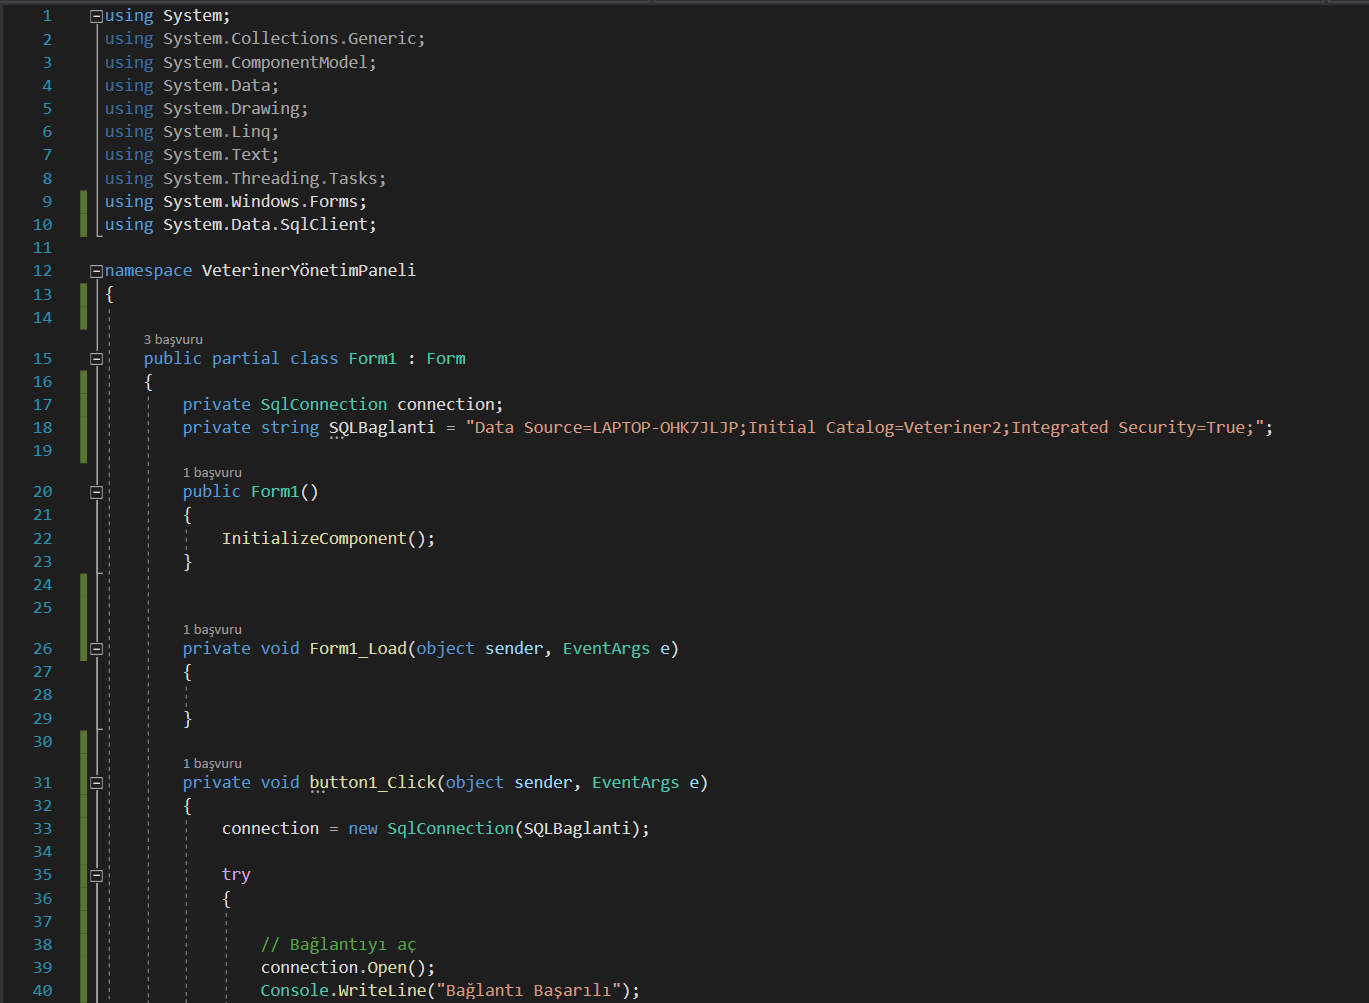 1 using System;
2 using System.Collections.Generic;
3 using System.ComponentModel;
4 using System.Data;
5 using System.Drawing;
6 using System.Linq;
7 using System.Text;
8 using System.Threading.Tasks;
9 using System.Windows.Forms;
10 using System.Data.SqlClient;
11
12 namespace VeterinerYönetimPaneli
13 {
14
3 başvuru
15 public partial class Form1 : Form
16 {
17 private SqlConnection connection;
18 private string SQLBaglanti = "Data Source=LAPTOP-OHK7JLJP;Initial Catalog=Veteriner2;Integrated Security=True;";
19
1 başvuru
20 public Form1()
21 {
22 InitializeComponent();
23 }
24
25
1 başvuru
26 private void Form1_Load(object sender, EventArgs e)
27 {
28
29 }
30
1 başvuru
31 private void button1_Click(object sender, EventArgs e)
32 {
33 connection = new SqlConnection(SQLBaglanti);
34
35 try
36 {
37
38 // Bağlantıyı aç
39 connection.Open();
40 Console.WriteLine("Bağlantı Başarılı");